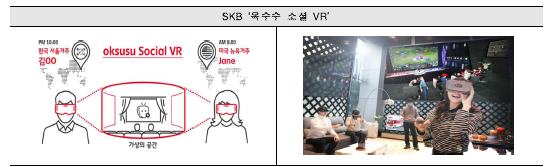 SKB ‘옥수수 소셜 VR’
PM 10:00
한국 서울거주
김OO
oksusu Social VR
AM 8:00
미국 뉴욕거주
Jane
가상의 공간